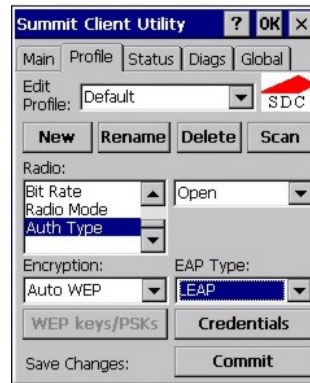 Summit Client Utility ? OK ×
Main Profile Status Diags Global
Edit
Profile: Default
SDC
New Rename Delete Scan
Radio:
Bit Rate
Radio Mode
Auth Type
Open
Encryption: EAP Type:
Auto WEP LEAP
WEP keys/PSKs Credentials
Save Changes: Commit